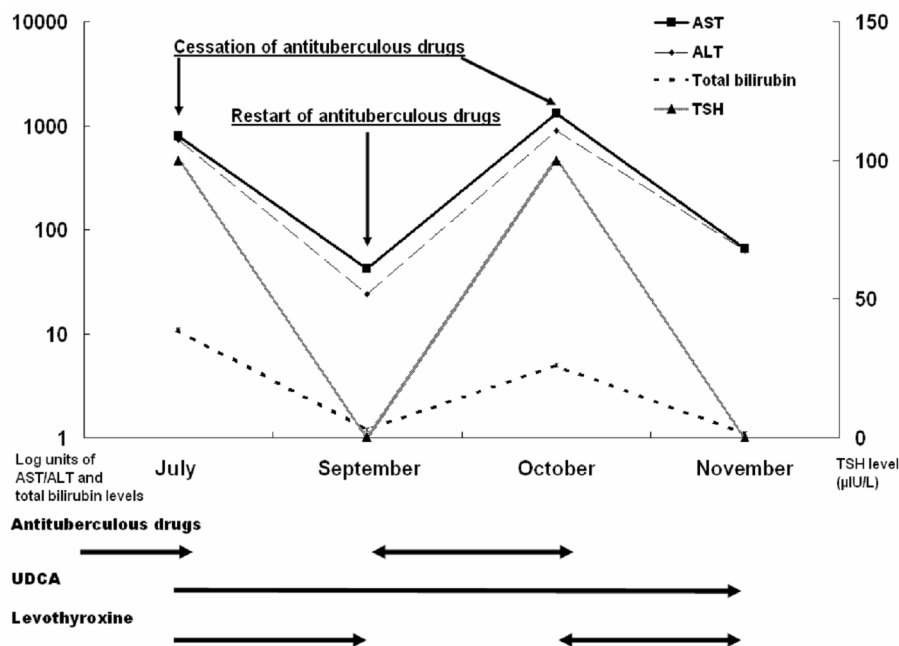 10000
1000
100
10
1
150
100
50
0
AST
ALT
Total bilirubin
TSH
Cessation of antituberculous drugs
Restart of antituberculous drugs
July
September
October
November
Log units of
AST/ALT and
total bilirubin levels
TSH level
(µIU/L)
Antituberculous drugs
UDCA
Levothyroxine